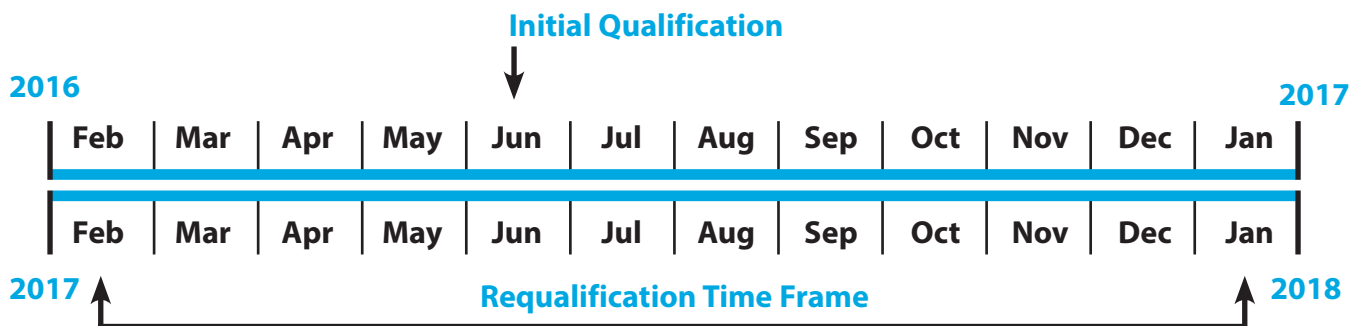 Initial Qualification
2016
2017
Feb Mar Apr May Jun Jul Aug Sep Oct Nov Dec Jan
Feb Mar Apr May Jun Jul Aug Sep Oct Nov Dec Jan
2017 Requalification Time Frame 2018